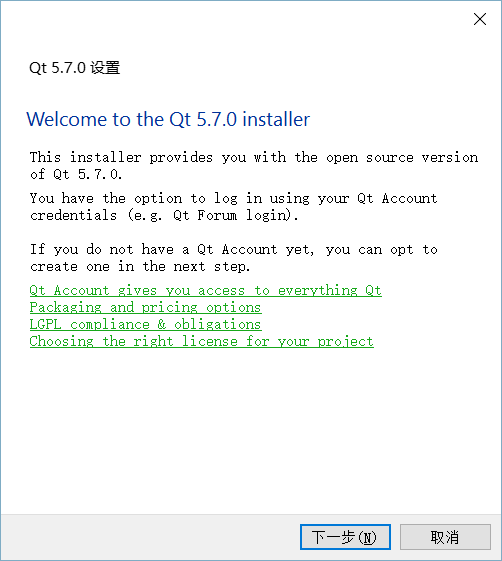 Qt 5.7.0 设置
Welcome to the Qt 5.7.0 installer
This installer provides you with the open source version
of Qt 5.7.0.
You have the option to log in using your Qt Account
credentials (e.g. Qt Forum login).
If you do not have a Qt Account yet, you can opt to
create one in the next step.
Qt Account gives you access to everything Qt
Packaging and pricing options
LGPL compliance & obligations
Choosing the right license for your project
下一步(N)
取消